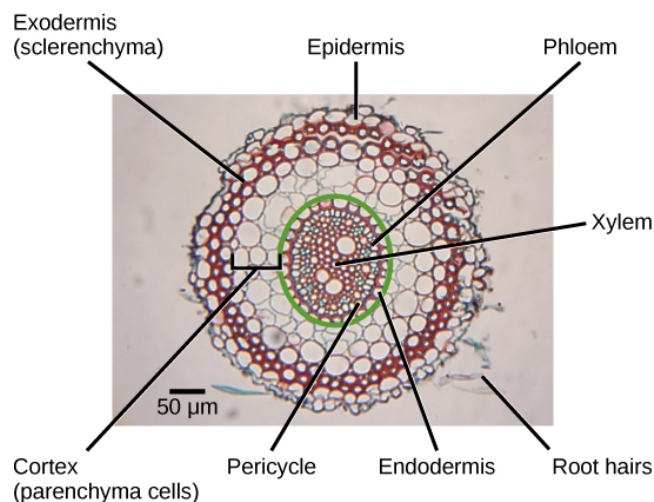 Exodermis
(sclerenchyma)
Epidermis
Phloem
Xylem
50 μm
Cortex
(parenchyma cells)
Pericycle
Endodermis
Root hairs